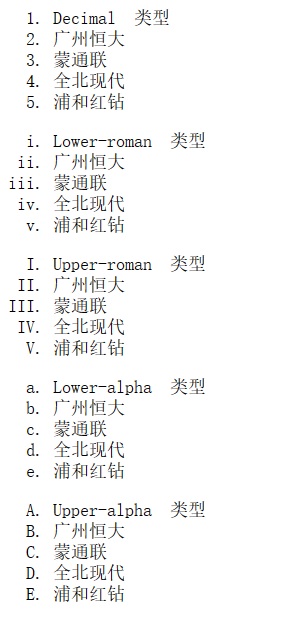 1. Decimal 类型
2. 广州恒大
3. 蒙通联
4. 全北现代
5. 浦和红钻
i. Lower-roman 类型
ii. 广州恒大
iii. 蒙通联
iv. 全北现代
v. 浦和红钻
I. Upper-roman 类型
II. 广州恒大
III. 蒙通联
IV. 全北现代
V. 浦和红钻
a. Lower-alpha 类型
b. 广州恒大
c. 蒙通联
d. 全北现代
e. 浦和红钻
A. Upper-alpha 类型
B. 广州恒大
C. 蒙通联
D. 全北现代
E. 浦和红钻